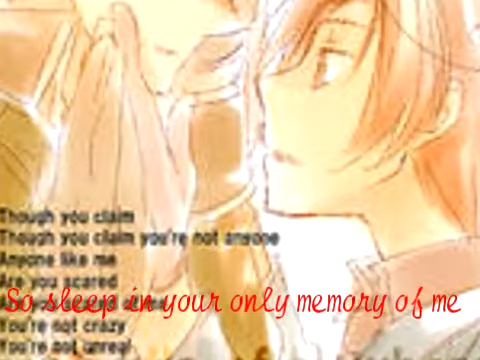 Though you claim
Though you claim you're not anyone
Anyone like me
Are you scared
So sleep in your only memory of me
You're not crazy
You're not unreal